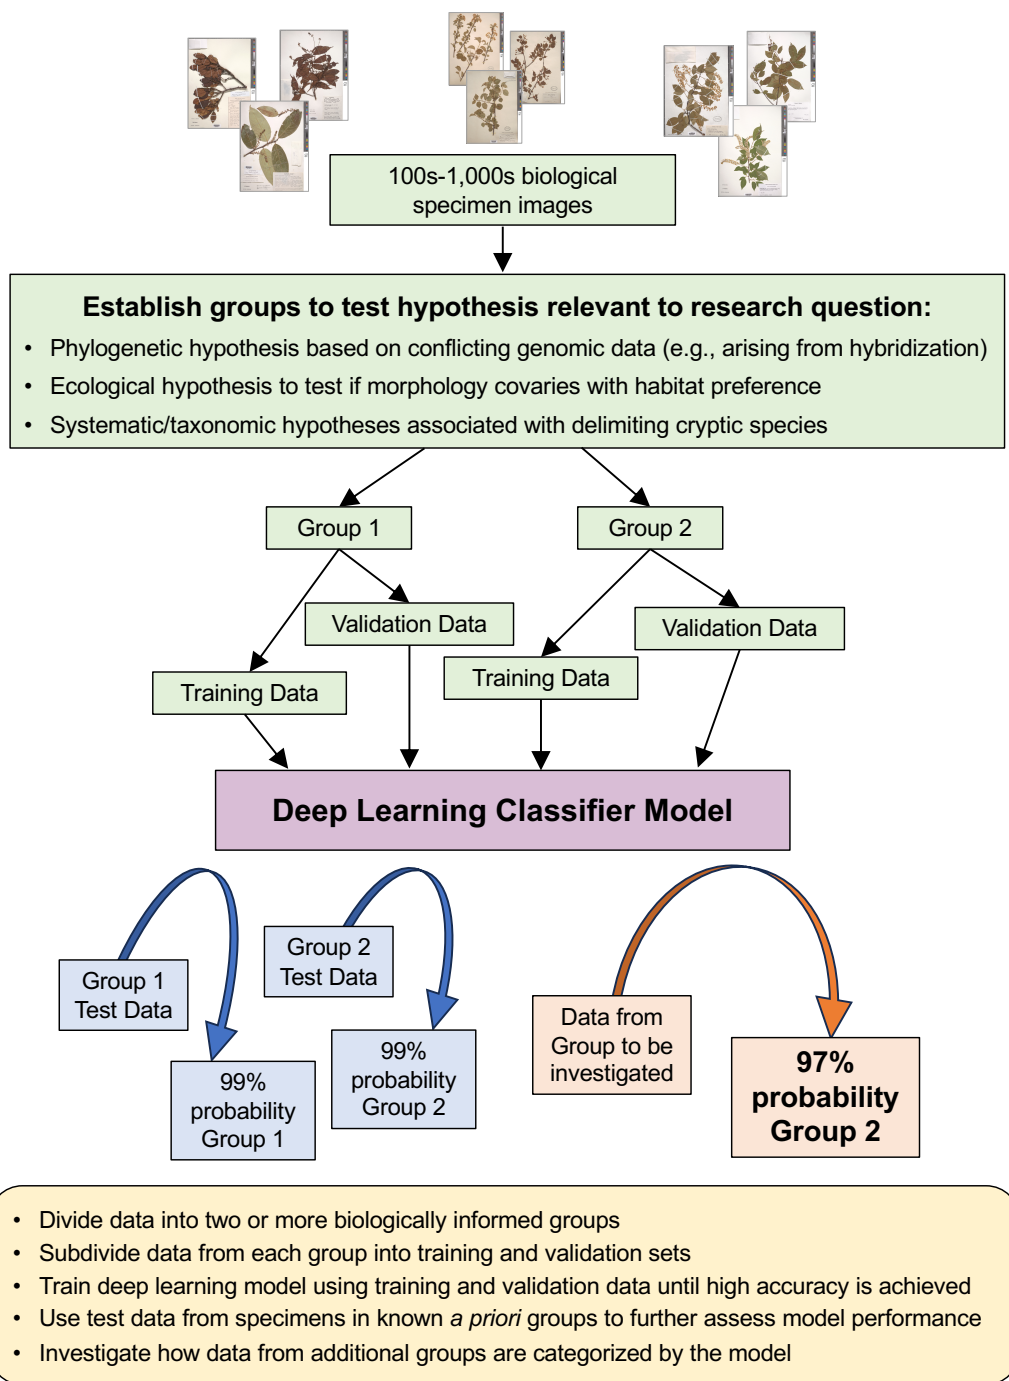 100s-1,000s biological
specimen images
Establish groups to test hypothesis relevant to research question:
• Phylogenetic hypothesis based on conflicting genomic data (e.g., arising from hybridization)
• Ecological hypothesis to test if morphology covaries with habitat preference
• Systematic/taxonomic hypotheses associated with delimiting cryptic species
Group 1
Group 2
Validation Data
Validation Data
Training Data
Training Data
Deep Learning Classifier Model
Group 1
Test Data
99%
probability
Group 1
Group 2
Test Data
99%
probability
Group 2
Data from
Group to be
investigated
97%
probability
Group 2
• Divide data into two or more biologically informed groups
• Subdivide data from each group into training and validation sets
• Train deep learning model using training and validation data until high accuracy is achieved
• Use test data from specimens in known a priori groups to further assess model performance
• Investigate how data from additional groups are categorized by the model